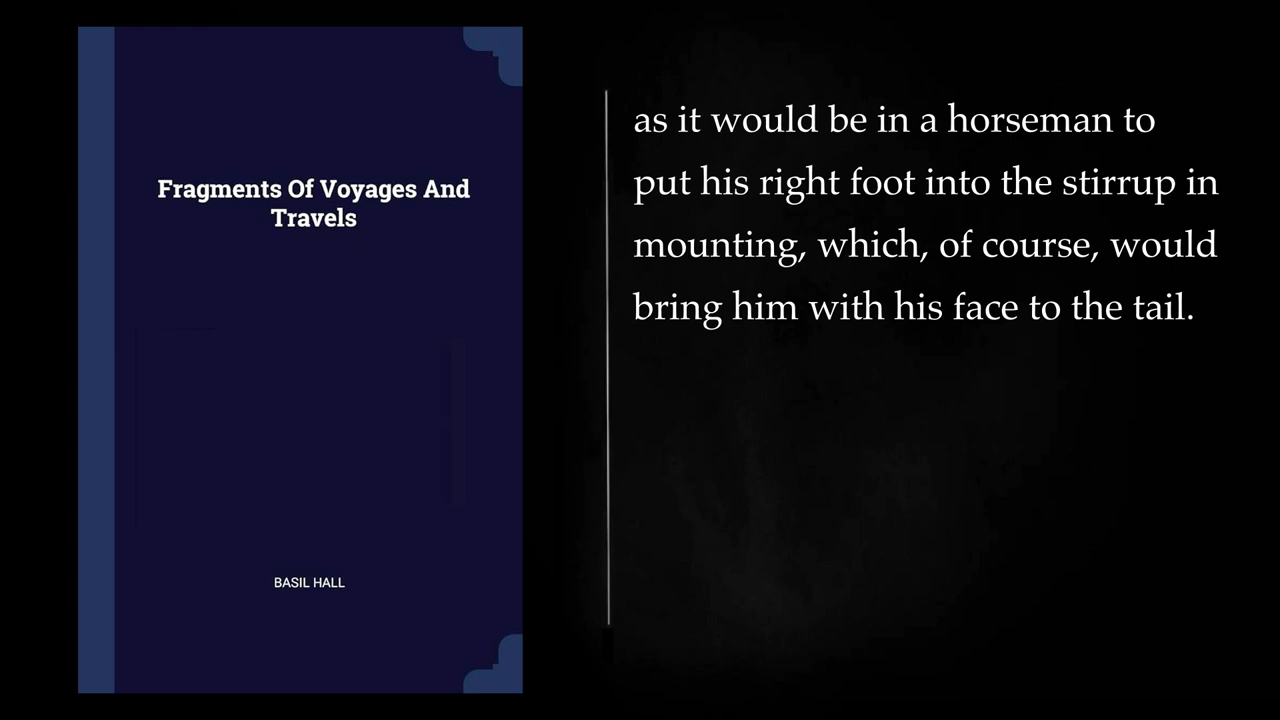 Fragments Of Voyages And
Travels
BASIL HALL
as it would be in a horseman to
put his right foot into the stirrup in
mounting, which, of course, would
bring him with his face to the tail.